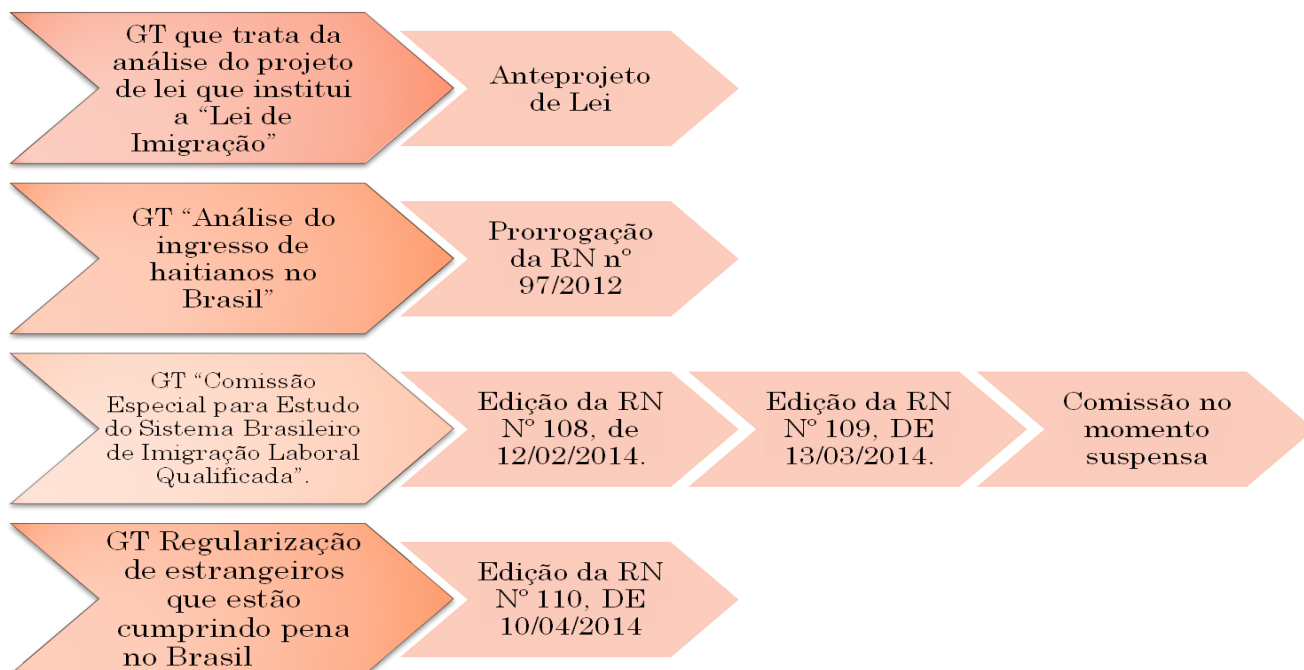 GT que trata da
análise do projeto
de lei que institui
a “Lei de
Imigração”
Anteprojeto
de Lei
GT “Análise do
ingresso de
haitianos no
Brasil”
Prorrogação
da RN nº
97/2012
GT “Comissão
Especial para Estudo
do Sistema Brasileiro
de Imigração Laboral
Qualificada”.
Edição da RN
Nº 108, de
12/02/2014.
Edição da RN
Nº 109, DE
13/03/2014.
Comissão no
momento
suspensa
GT Regularização
de estrangeiros
que estão
cumprindo pena
no Brasil
Edição da RN
Nº 110, DE
10/04/2014